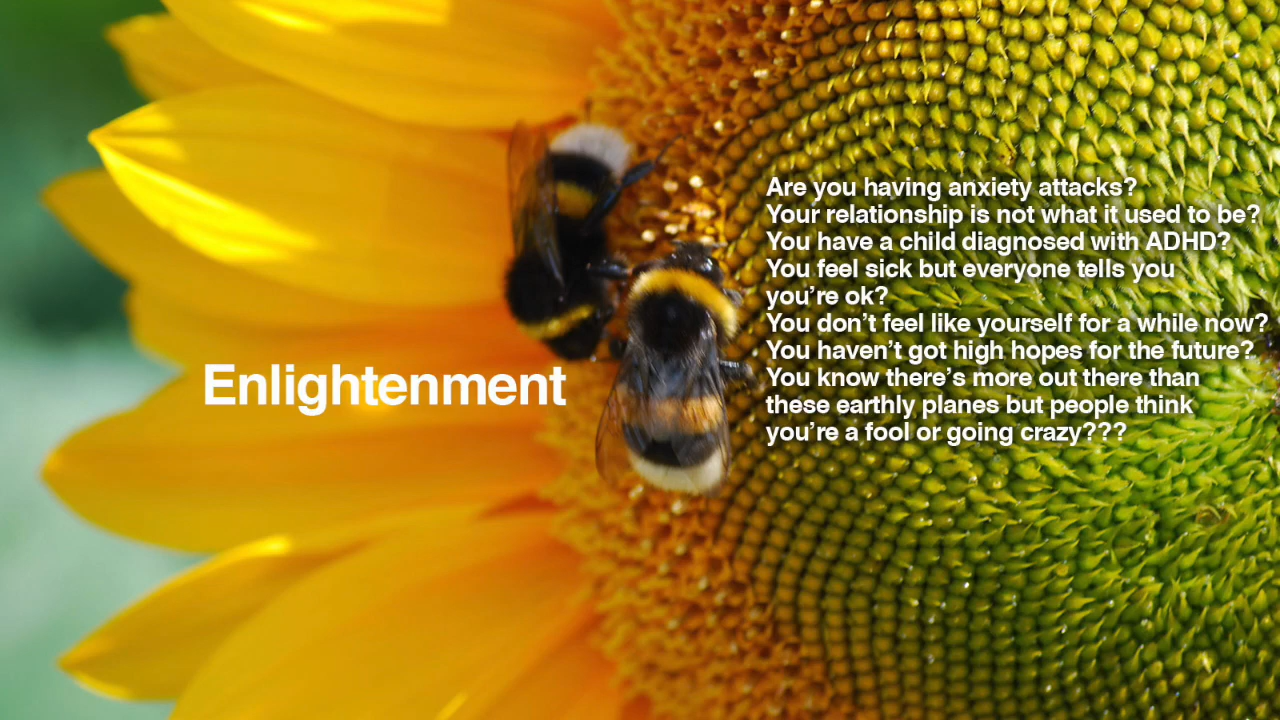 Enlightenment
Are you having anxiety attacks?
Your relationship is not what it used to be?
You have a child diagnosed with ADHD?
You feel sick but everyone tells you
you’re ok?
You don’t feel like yourself for a while now?
You haven’t got high hopes for the future?
You know there’s more out there than
these earthly planes but people think
you’re a fool or going crazy???